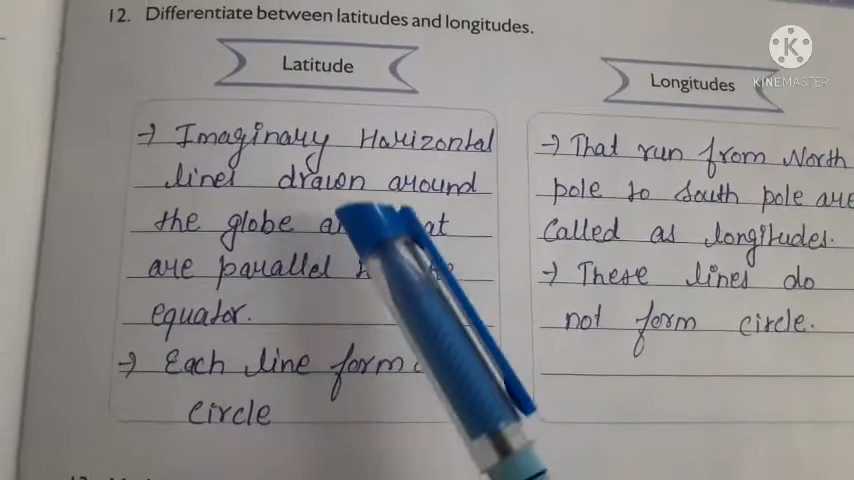 12. Differentiate between latitudes and longitudes.
Latitude
→ Imaginary Harizontal
lines drawn around
the globe
are parallel
equator.
→ Each line form
circle
Longitudes
→ That run from North
pole to South pole are
called as longitudes.
→ These lines do
not form circle.
K
KINEMASTER